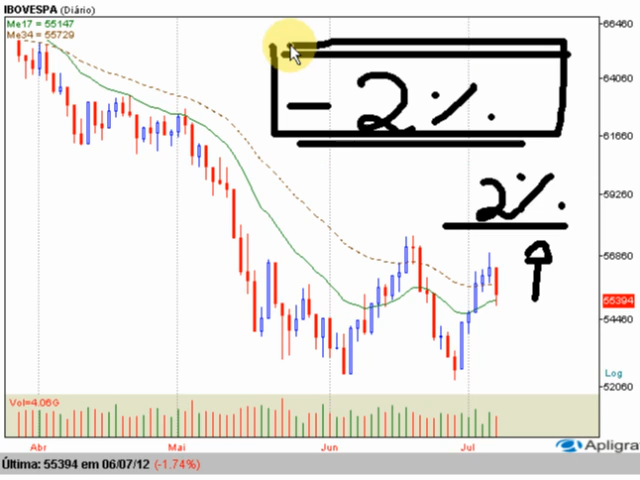 IBOVESPA (Diário)
Me17 = 55147
Me34 = 55729
66460
64060
61660
59260
56860
55394
54460
52060
Log
- 2%
2%
Vol=4.06G
Abr Mai Jun Jul
Apligraf
Última: 55394 em 06/07/12 (-1.74%)